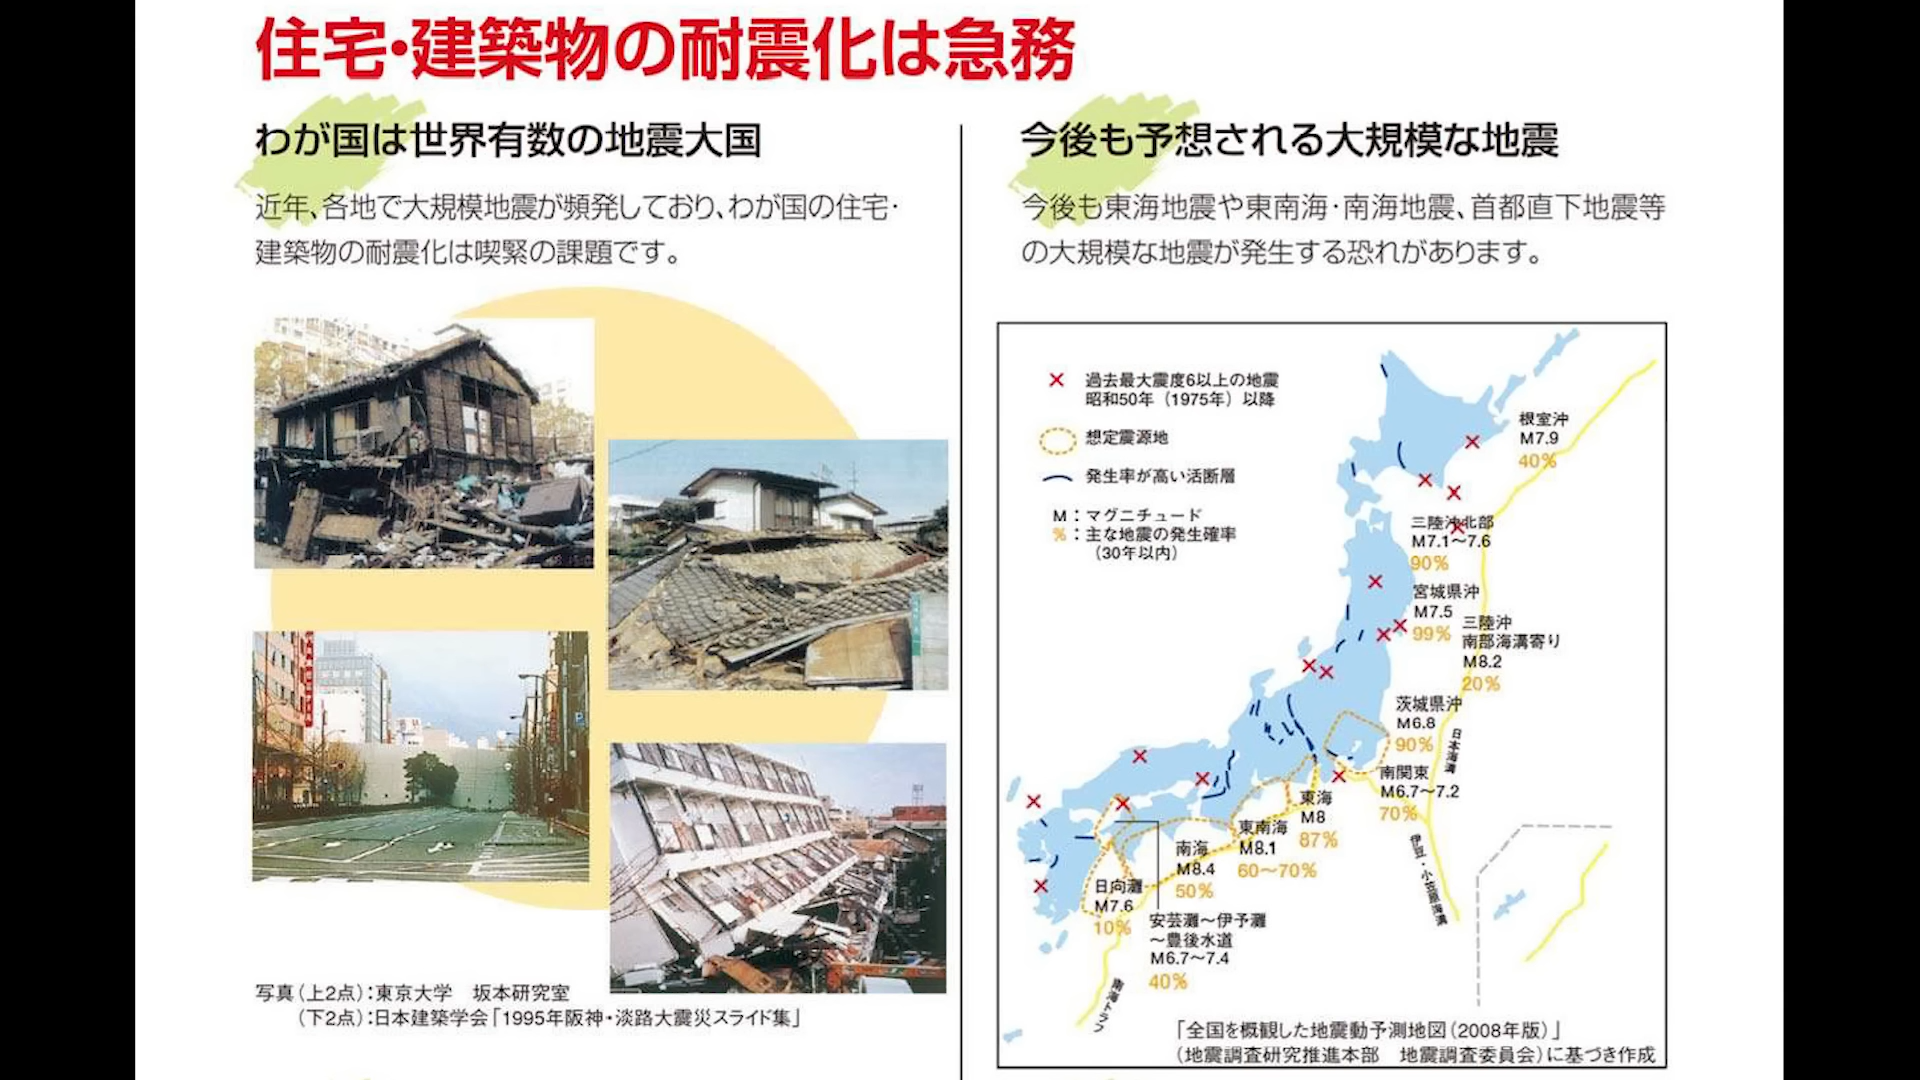 住宅・建築物の耐震化は急務
わが国は世界有数の地震大国
近年、各地で大規模地震が頻発しており、わが国の住宅・
建築物の耐震化は喫緊の課題です。
写真（上2点）：東京大学　坂本研究室
（下2点）：日本建築学会「1995年阪神・淡路大震災スライド集」
今後も予想される大規模な地震
今後も東海地震や東南海・南海地震、首都直下地震等
の大規模な地震が発生する恐れがあります。
過去最大震度6以上の地震
昭和50年（1975年）以降
想定震源地
発生率が高い活断層
M：マグニチュード
%：主な地震の発生確率
（30年以内）
根室沖
M7.9
40%
三陸沖北部
M7.1〜7.6
90%
宮城県沖
M7.5
99%
三陸沖
南部海溝寄り
M8.2
20%
茨城県沖
M6.8
90%
日本海溝
南関東
M6.7〜7.2
70%
東海
M8
87%
東南海
M8.1
60〜70%
南海
M8.4
50%
日向灘
M7.6
10%
安芸灘〜伊予灘
〜豊後水道
M6.7〜7.4
40%
伊豆・小笠原海溝
南海トラフ
「全国を概観した地震動予測地図（2008年版）」
（地震調査研究推進本部　地震調査委員会）に基づき作成